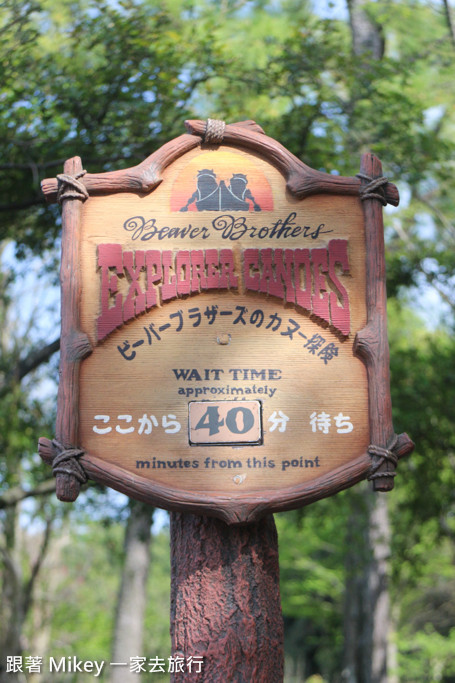 Beaver Brothers
EXPLORER CANOES
ビーバーブラザーズのカヌー探険
WAIT TIME
approximately
ここから 40 分 待ち
minutes from this point
跟著 Mikey 一家去旅行